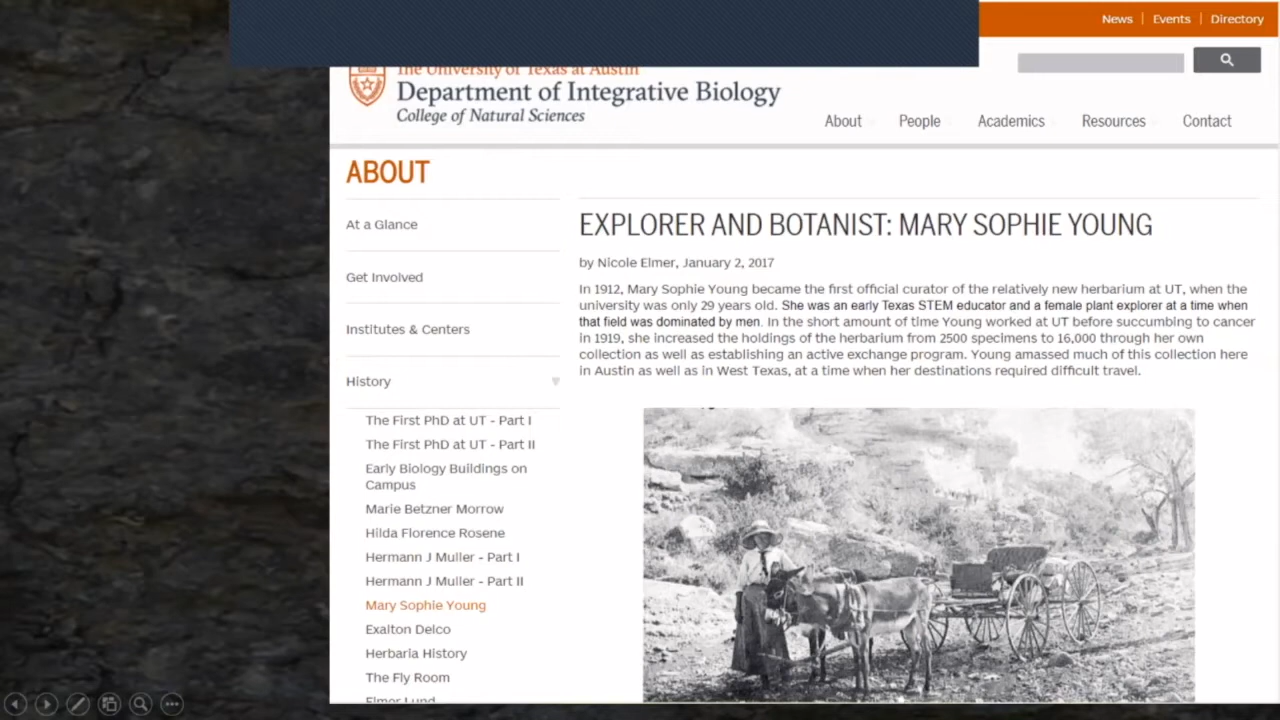 News | Events | Directory
The University of Texas at Austin
Department of Integrative Biology
College of Natural Sciences
About People Academics Resources Contact
ABOUT
At a Glance
Get Involved
Institutes & Centers
History
The First PhD at UT - Part I
The First PhD at UT - Part II
Early Biology Buildings on
Campus
Marie Betzner Morrow
Hilda Florence Rosene
Hermann J Muller - Part I
Hermann J Muller - Part II
Mary Sophie Young
Exalton Delco
Herbaria History
The Fly Room
Elmer Lund
EXPLORER AND BOTANIST: MARY SOPHIE YOUNG
by Nicole Elmer, January 2, 2017
In 1912, Mary Sophie Young became the first official curator of the relatively new herbarium at UT, when the
university was only 29 years old. She was an early Texas STEM educator and a female plant explorer at a time when
that field was dominated by men. In the short amount of time Young worked at UT before succumbing to cancer
in 1919, she increased the holdings of the herbarium from 2500 specimens to 16,000 through her own
collection as well as establishing an active exchange program. Young amassed much of this collection here
in Austin as well as in West Texas, at a time when her destinations required difficult travel.